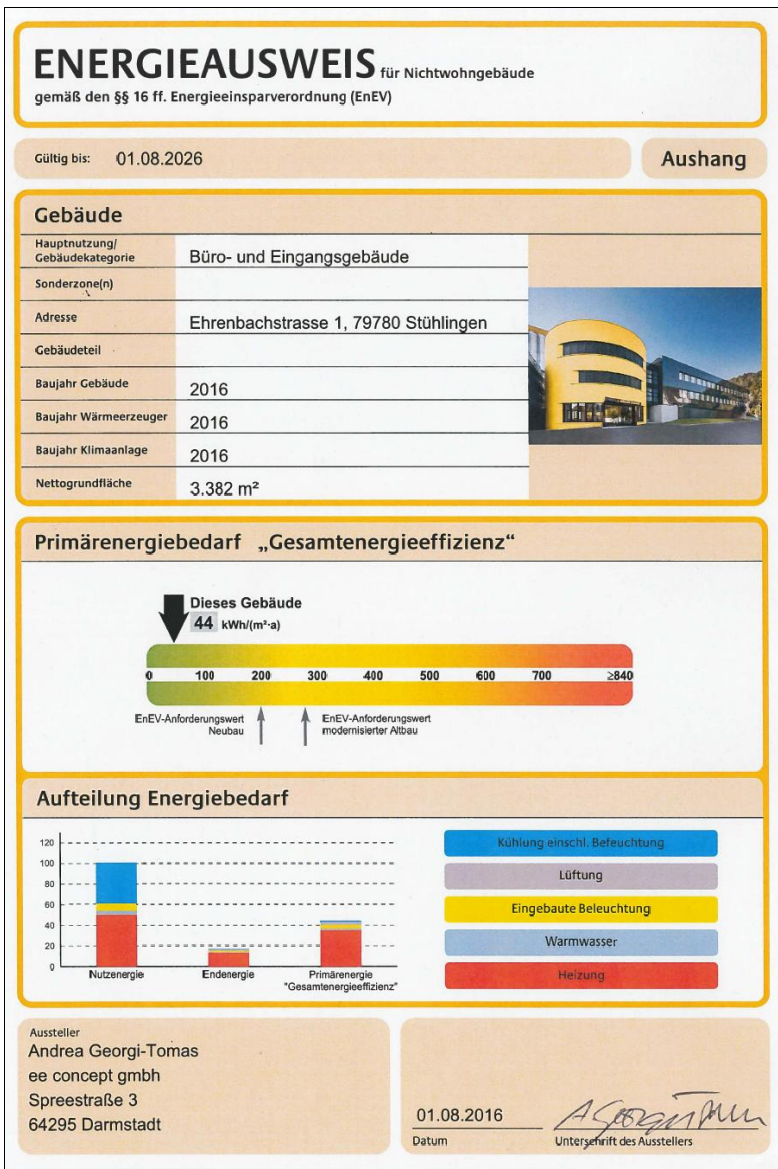 ENERGIEAUSWEIS für Nichtwohngebäude
gemäß den §§ 16 ff. Energieeinsparverordnung (EnEV)
Gültig bis: 01.08.2026
Aushang
Gebäude
Hauptnutzung/
Gebäudekategorie
Büro- und Eingangsgebäude
Sonderzone(n)
Adresse
Ehrenbachstrasse 1, 79780 Stühlingen
Gebäudeteil
Baujahr Gebäude
2016
Baujahr Wärmeerzeuger
2016
Baujahr Klimaanlage
2016
Nettogrundfläche
3.382 m²
Primärenergiebedarf „Gesamtenergieeffizienz“
Dieses Gebäude
44 kWh/(m²·a)
0 100 200 300 400 500 600 700 ≥840
EnEV-Anforderungswert
Neubau
EnEV-Anforderungswert
modernisierter Altbau
Aufteilung Energiebedarf
120
100
80
60
40
20
0
Nutzenergie
Endenergie
Primärenergie
"Gesamtenergieeffizienz"
Kühlung einschl. Befeuchtung
Lüftung
Eingebaute Beleuchtung
Warmwasser
Heizung
Aussteller
Andrea Georgi-Tomas
ee concept gmbh
Spreestraße 3
64295 Darmstadt
01.08.2016
Datum
Unterschrift des Ausstellers